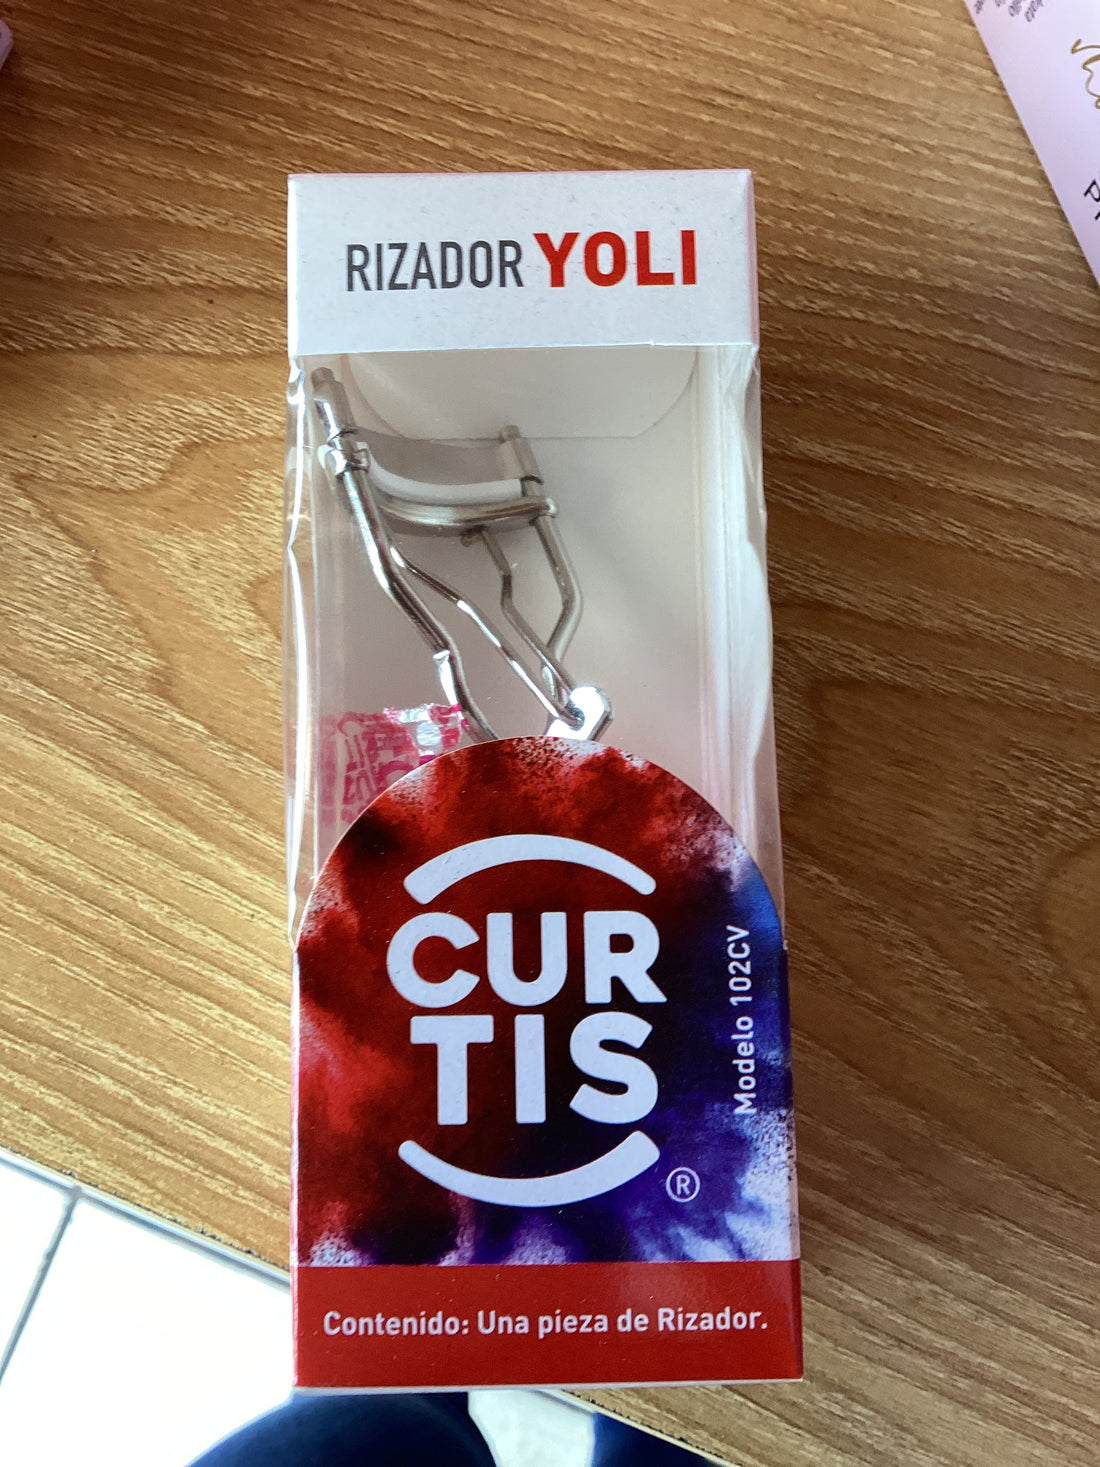 RIZADOR YOLI
CUR
TIS
®
Modelo 102CV
Contenido: Una pieza de Rizador.